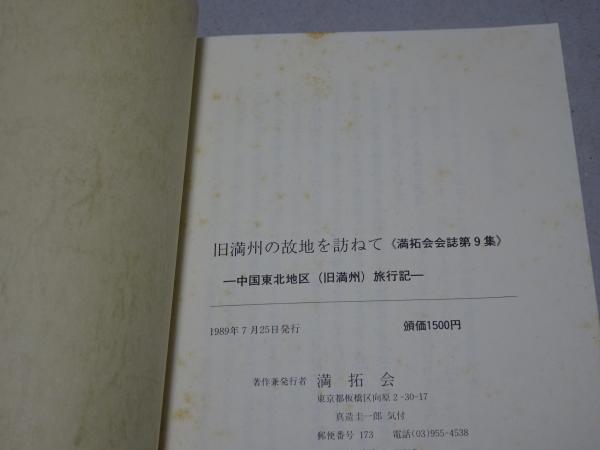 旧満州の故地を訪ねて《満拓会会誌第9集》
―中国東北地区(旧満州)旅行記―
1989年7月25日発行 頒価1500円
著作兼発行者 満拓会
東京都板橋区向原2-30-17
真造圭一郎 気付
郵便番号 173 電話(03)955-4538